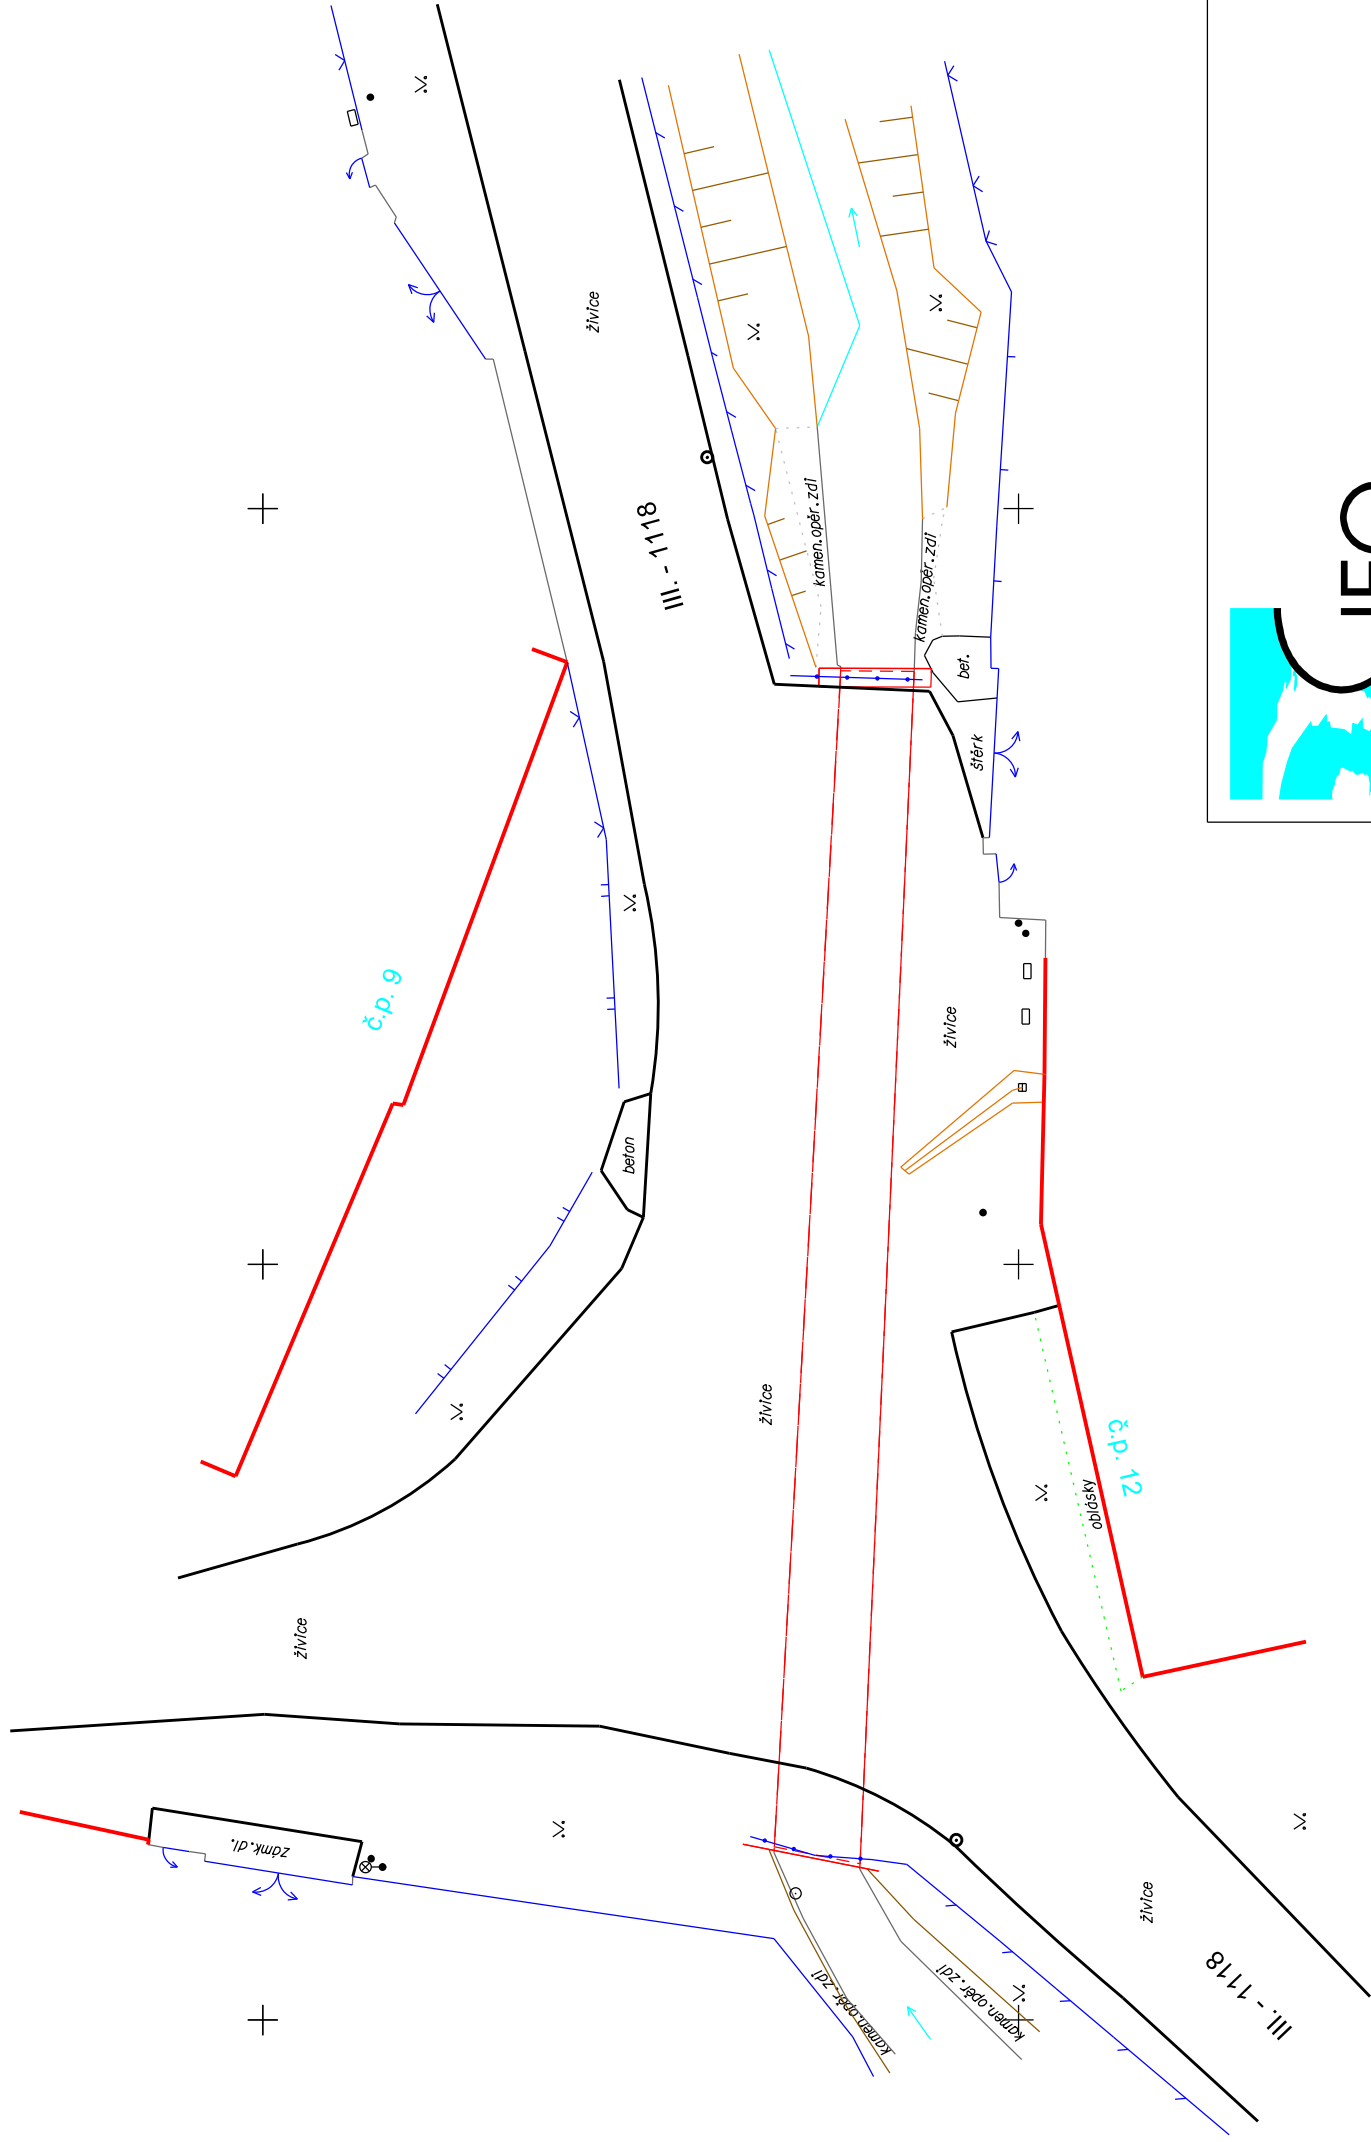 živice
III. - 1118
kamen.opěr.zdi
kamen.opěr.zdi
bet.
štěrk
č.p. 9
živice
beton
živice
č.p. 12
oblásky
živice
zámk.dl.
živice
III. - 1118
kamen.opěr.zdi
kamen.opěr.zdi